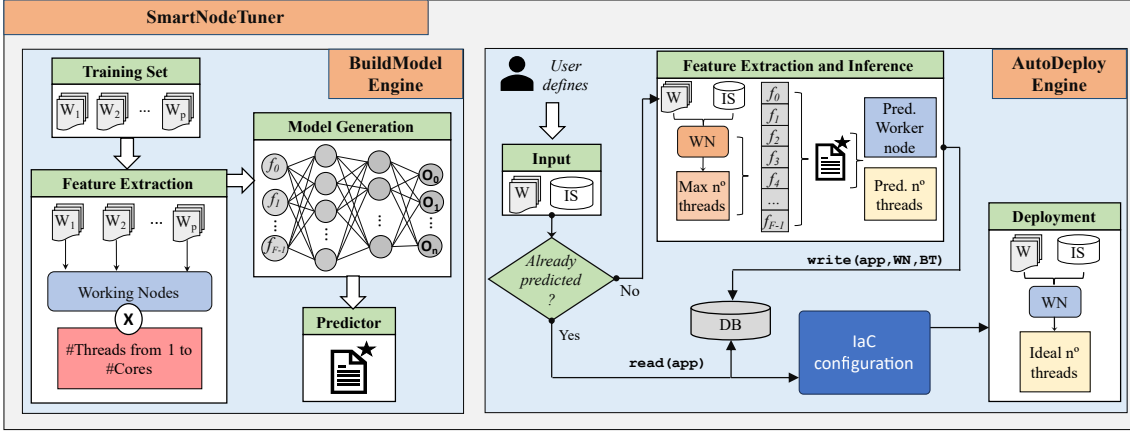 SmartNodeTuner
BuildModel
Engine
Training Set
W1 W2 ... Wp
Feature Extraction
W1 W2 ... Wp
Working Nodes
X
#Threads from 1 to
#Cores
Model Generation
f0
f1
⋮
fF-1
O0
O1
⋮
On
Predictor
AutoDeploy
Engine
User
defines
Input
W IS
Already
predicted
?
No
Yes
Feature Extraction and Inference
W IS
WN
Max nº
threads
f0
f1
f2
f3
f4
...
fF-1
Pred.
Worker
node
Pred. nº
threads
write(app,WN,BT)
DB
read(app)
IaC
configuration
Deployment
W IS
WN
Ideal nº
threads